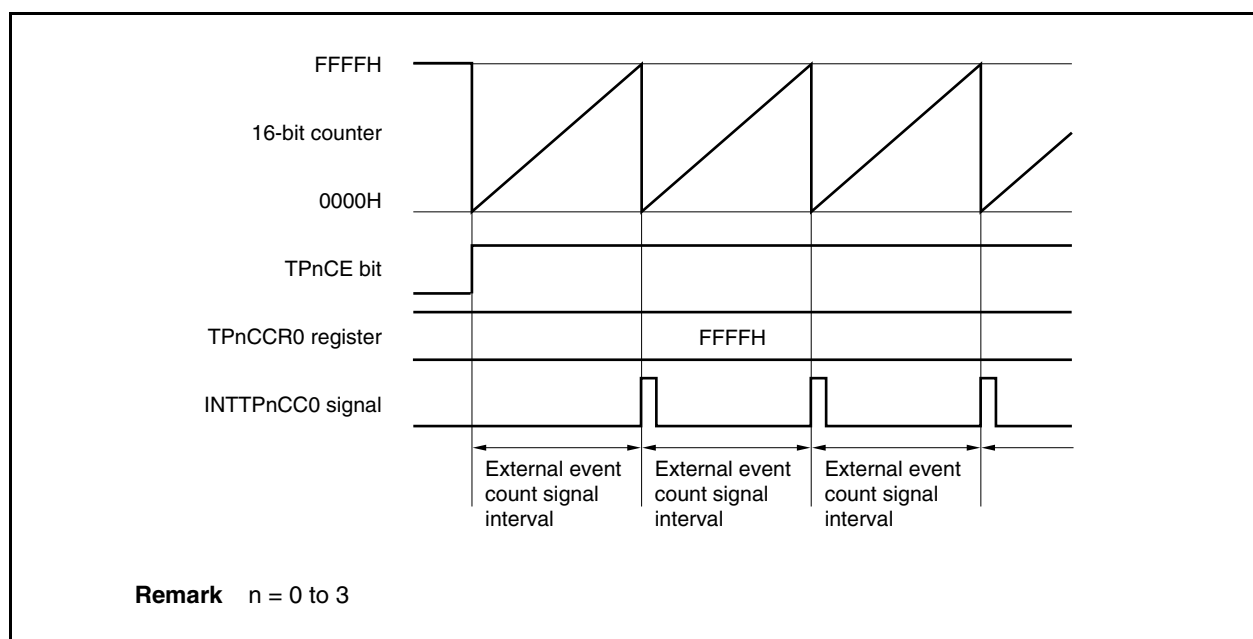 FFFFH
16-bit counter
0000H
TPnCE bit
TPnCCR0 register
FFFFH
INTTPnCC0 signal
External event
count signal
interval
External event
count signal
interval
External event
count signal
interval
Remark n = 0 to 3